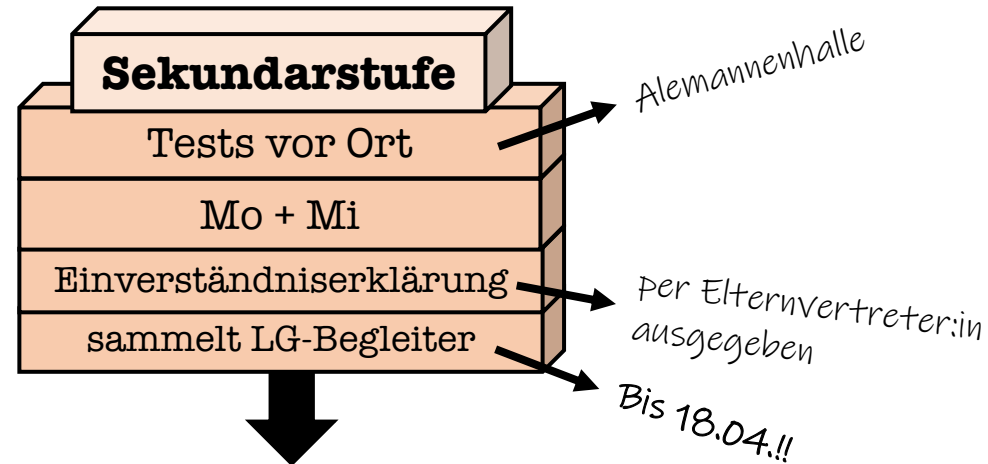 Sekundarstufe
Tests vor Ort
Alemannenhalle
Mo + Mi
Einverständniserklärung
per Elternvertreter:in
ausgegeben
sammelt LG-Begleiter
Bis 18.04.!!